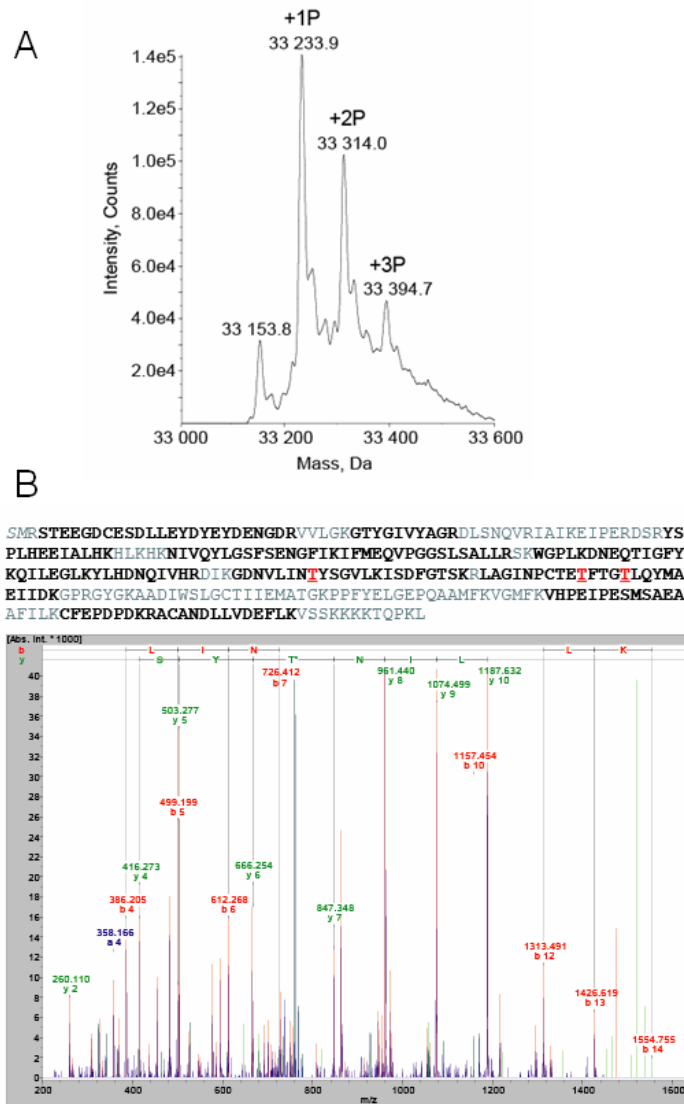 A
+1P
33 233.9
1.4e5
+2P
33 314.0
1.0e5
Intensity, Counts
+3P
8.0e4
33 394.7
6.0e4
33 153.8
4.0e4
2.0e4
33 000
33 200
33 400
33 600
Mass, Da
B
SMRSTEEGDCESDLLEYDYEYDENGDRVVLGKGTYGIVYAGRDLSNQVRIAIKEIPERDSRYS
PLHEEIALHKHLKHKNIVQYLGSFSENGFIKIFMEQVPGGSLSALLRSKWGPLKDNEQTIGFY
KQILEGLKYLHDNQIVHRDIKGDNVLINTYSGVLKISDFGTSKRLAGINPCTETFTGTLQYMA
EIIDKGPRGYGKAADIWSLGCTIIEMATGKPPFYELGEPQAAMFKVGMFKVHPEIPESMSAEA
AFILKCFEPDPDKRACANDLLVDEFLKVSSKKKKTQPKL
[Abs. Int. * 1000]
b
L
I
N
L
K
y
S
Y
T*
N
I
L
40
38
36
34
32
30
28
26
24
22
20
18
16
14
12
10
8
6
4
2
0
726.412
b 7
961.440
y 8
1187.632
y 10
1074.499
y 9
503.277
y 5
1157.454
b 10
499.199
b 5
416.273
y 4
666.254
y 6
386.205
b 4
612.268
b 6
847.348
y 7
358.166
a 4
1313.491
b 12
260.110
y 2
1426.619
b 13
1554.755
b 14
200
400
600
800
1000
1200
1400
1600
m/z